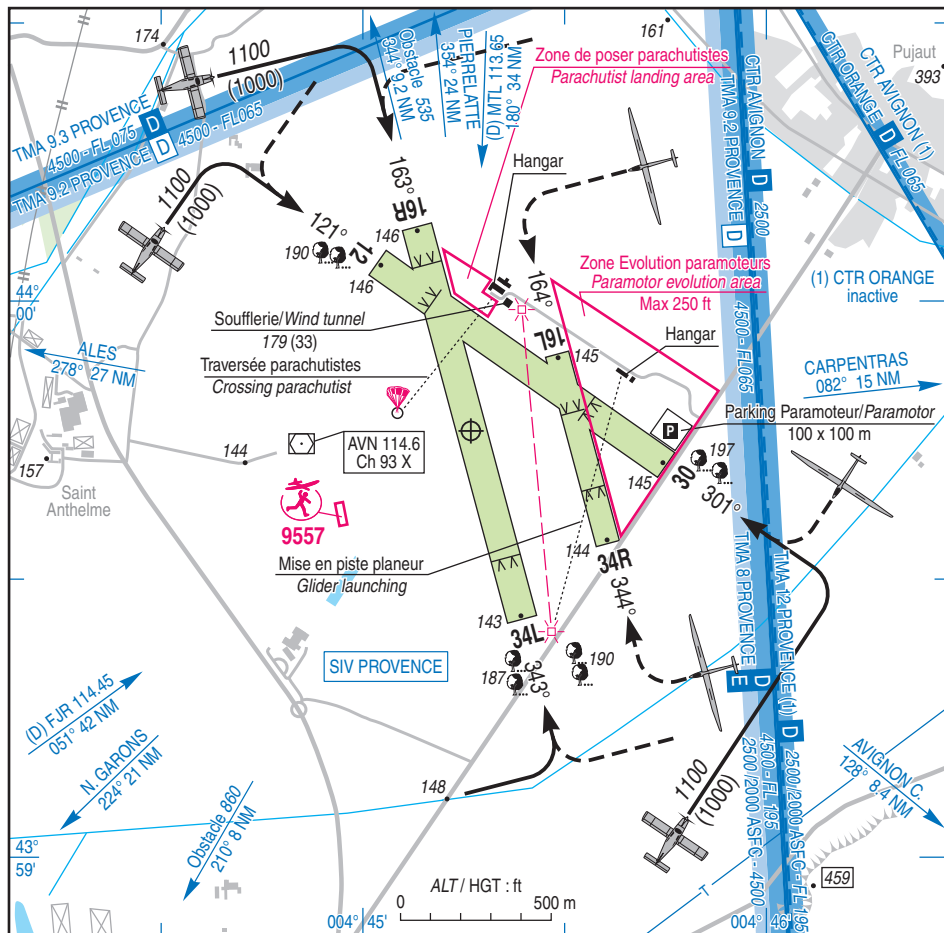 174
1100
(1000)
TMA 9.3 PROVENCE
D
4500 - FL 075
TMA 9.2 PROVENCE D 4500 - FL065
1100
(1000)
Obstacle 535
344° 9.2 NM
PIERRELATTE
354° 24 NM
(D) MTL 113.65
180° 34 NM
Zone de poser parachutistes
Parachutist landing area
161
CTR AVIGNON D 2500
TMA9.2 PROVENCE D 4500 - FL065
CTR AVIGNON (1)
CTR ORANGE D FL065
Pujaut
393
Hangar
163°
16R
146
121°
12
190
146
164°
16L
145
Zone Evolution paramoteurs
Paramotor evolution area
Max 250 ft
(1) CTR ORANGE
inactive
44°
00'
Soufflerie/Wind tunnel
179 (33)
Traversée parachutistes
Crossing parachutist
Hangar
ALES
278° 27 NM
CARPENTRAS
082° 15 NM
P
Parking Paramoteur/Paramotor
100 x 100 m
144
AVN 114.6
Ch 93 X
157
Saint
Anthelme
9557
145
30
197
301°
Mise en piste planeur
Glider launching
144
34R
344°
143
34L
343°
187
190
SIV PROVENCE
TMA 8 PROVENCE
E
D
2500/2000 ASFC - 4500
4500 - FL 195
TMA 12 PROVENCE (1) D 2500/2000 ASFC - FL 195
(D) FJR 114.45
051° 42 NM
N. GARONS
224° 21 NM
Obstacle 860
210° 8 NM
148
1100
(1000)
AVIGNON C.
128° 8.4 NM
43°
59'
459
T
ALT / HGT : ft
0 500 m
004° 45'
004° 46'